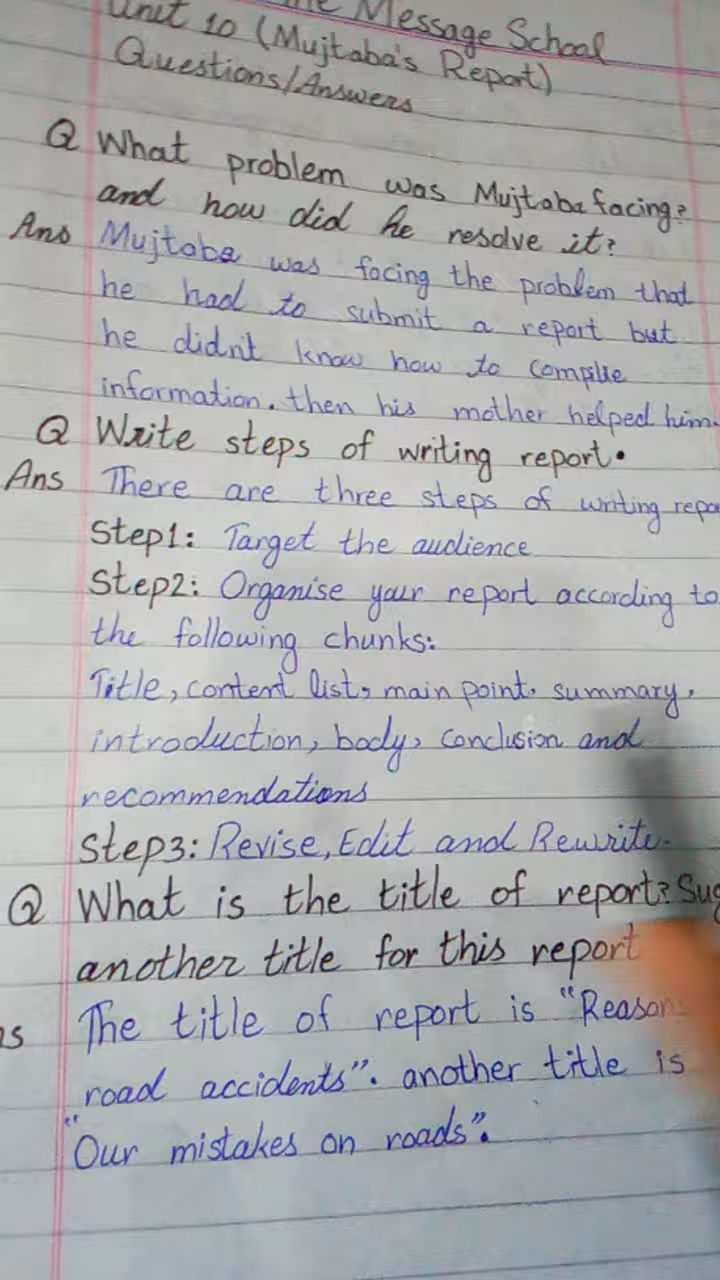 The Message School
Unit 10 (Mujtaba's Report)
Questions/Answers
Q What problem was Mujtaba facing?
and how did he resolve it?
Ans Mujtaba was facing the problem that
he had to submit a report but
he didn't know how to complie
information. then his mother helped him.
Q Write steps of writing report.
Ans There are three steps of writing
Step1: Target the audience
Step2: Organise your report according to
the following chunks:
Title, content list, main point, summary,
introduction, body, conclusion and
recommendations
Step3: Revise, Edit and Rewrite.
Q What is the title of report?
another title for this report
The title of report is "Reason
road accidents". another title is
"Our mistakes on roads".